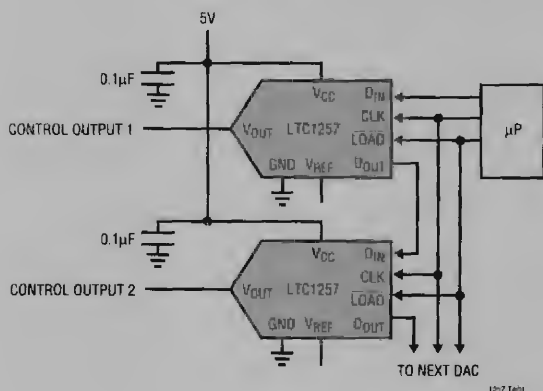 5V
0.1µF
VCC
DIN
CLK
µP
CONTROL OUTPUT 1
VOUT
LTC1257
LOAD
GND
VREF
DOUT
0.1µF
VCC
DIN
CLK
CONTROL OUTPUT 2
VOUT
LTC1257
LOAD
GND
VREF
DOUT
TO NEXT DAC